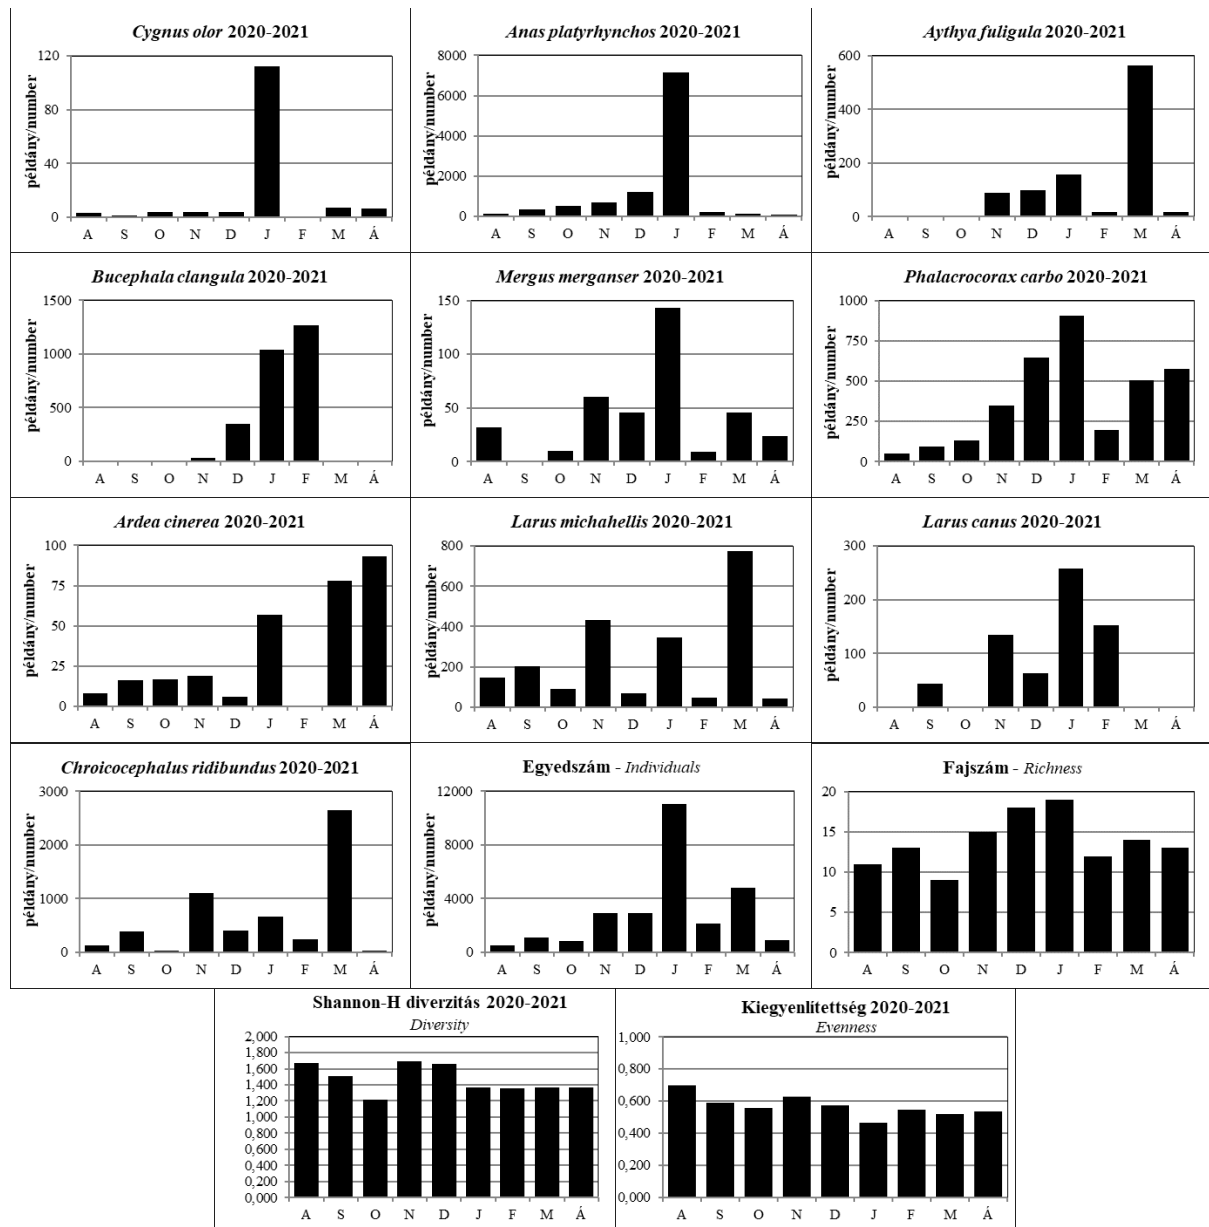 Cygnus olor 2020-2021
példány/number
120
80
40
0
A S O N D J F M Á
Anas platyrhynchos 2020-2021
példány/number
8000
6000
4000
2000
0
A S O N D J F M Á
Aythya fuligula 2020-2021
példány/number
600
400
200
0
A S O N D J F M Á
Bucephala clangula 2020-2021
példány/number
1500
1000
500
0
A S O N D J F M Á
Mergus merganser 2020-2021
példány/number
150
100
50
0
A S O N D J F M Á
Phalacrocorax carbo 2020-2021
példány/number
1000
750
500
250
0
A S O N D J F M Á
Ardea cinerea 2020-2021
példány/number
100
75
50
25
0
A S O N D J F M Á
Larus michahellis 2020-2021
példány/number
800
600
400
200
0
A S O N D J F M Á
Larus canus 2020-2021
példány/number
300
200
100
0
A S O N D J F M Á
Chroicocephalus ridibundus 2020-2021
példány/number
3000
2000
1000
0
A S O N D J F M Á
Egyedszám - Individuals
példány/number
12000
8000
4000
0
A S O N D J F M Á
Fajszám - Richness
20
15
10
5
0
A S O N D J F M Á
Shannon-H diverzitás 2020-2021
Diversity
2,000
1,800
1,600
1,400
1,200
1,000
0,800
0,600
0,400
0,200
0,000
A S O N D J F M Á
Kiegyenlítettség 2020-2021
Evenness
1,000
0,800
0,600
0,400
0,200
0,000
A S O N D J F M Á